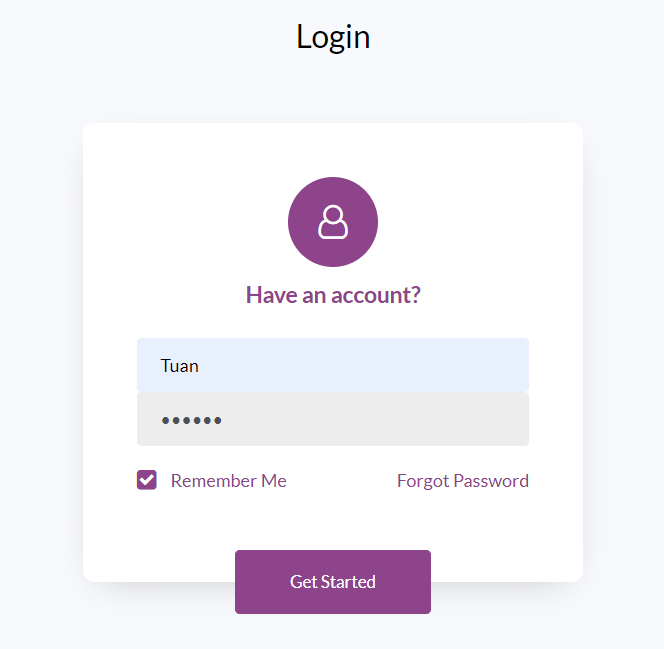 Login
Have an account?
Tuan
••••••
Remember Me Forgot Password
Get Started